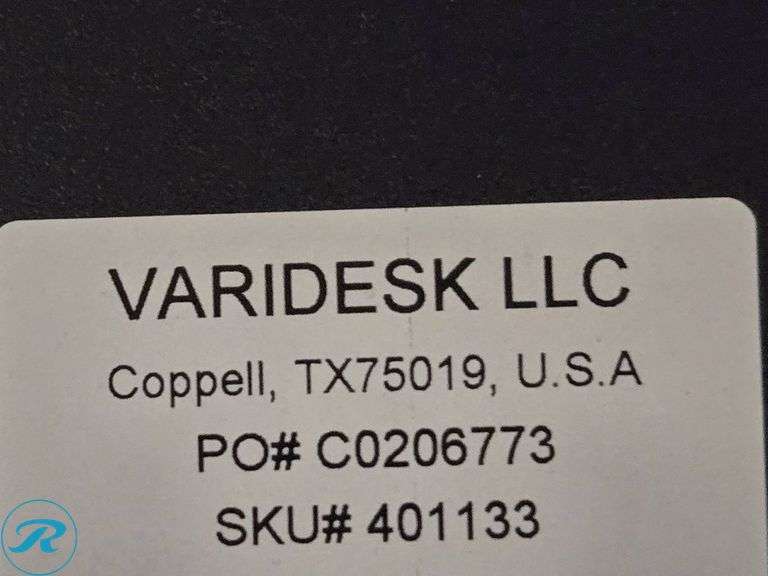 VARIDESK LLC
Coppell, TX75019, U.S.A
PO# C0206773
SKU# 401133
R